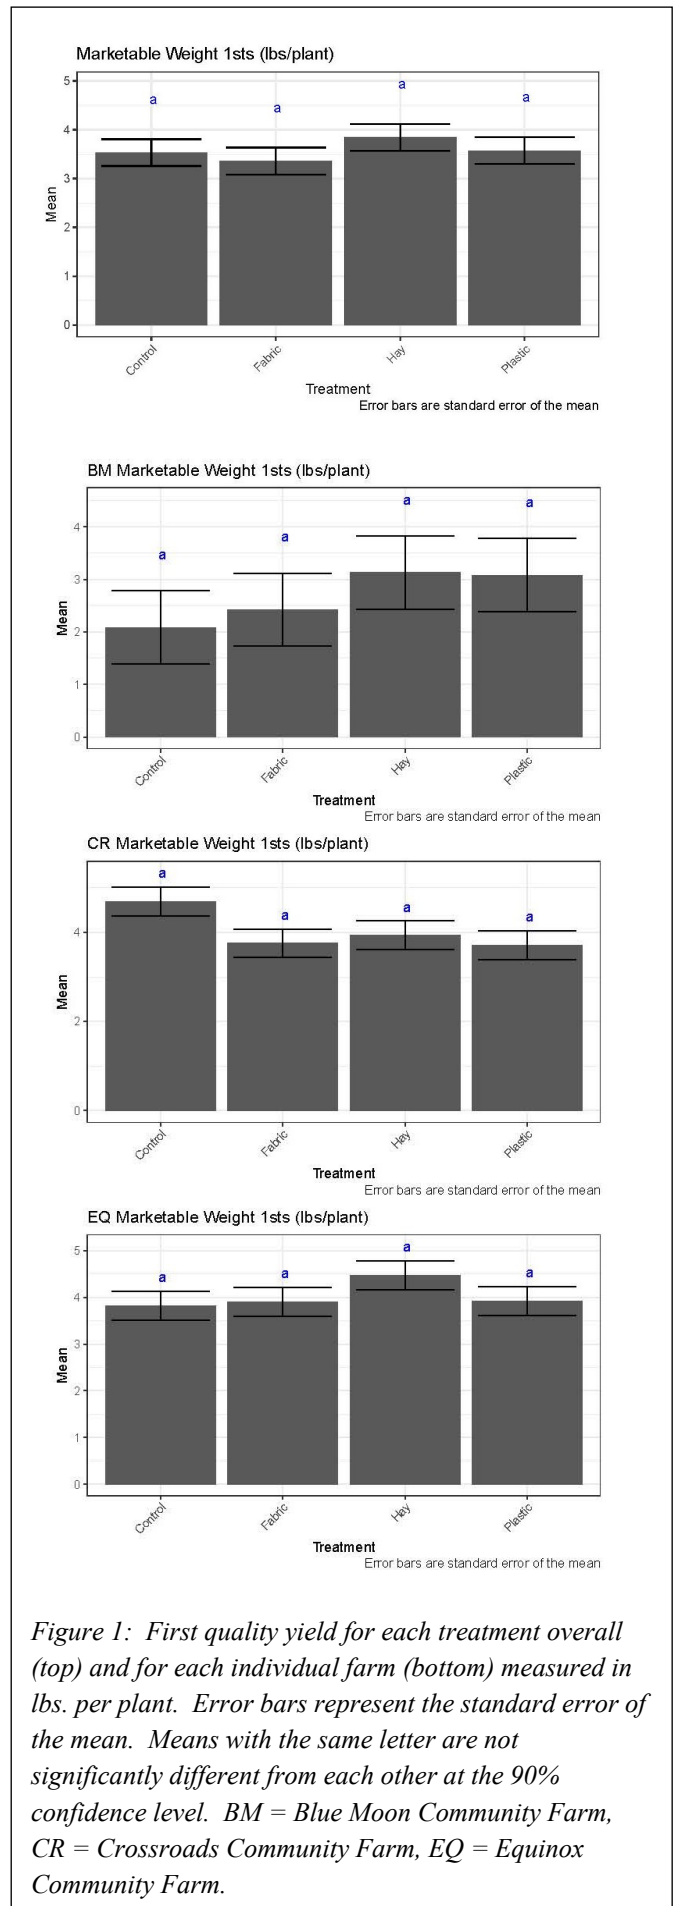 Marketable Weight 1sts (lbs/plant)
5
a
a
a
a
4
3
Mean
2
1
0
Control
Fabric
Hay
Plastic
Treatment
Error bars are standard error of the mean
BM Marketable Weight 1sts (lbs/plant)
a
a
a
a
4
3
Mean
2
1
0
Control
Fabric
Hay
Plastic
Treatment
Error bars are standard error of the mean
CR Marketable Weight 1sts (lbs/plant)
a
a
a
a
4
Mean
2
0
Control
Fabric
Hay
Plastic
Treatment
Error bars are standard error of the mean
EQ Marketable Weight 1sts (lbs/plant)
5
a
a
a
a
4
3
Mean
2
1
0
Control
Fabric
Hay
Plastic
Treatment
Error bars are standard error of the mean
Figure 1:  First quality yield for each treatment overall
(top) and for each individual farm (bottom) measured in
lbs. per plant.  Error bars represent the standard error of
the mean.  Means with the same letter are not
significantly different from each other at the 90%
confidence level.  BM = Blue Moon Community Farm,
CR = Crossroads Community Farm, EQ = Equinox
Community Farm.